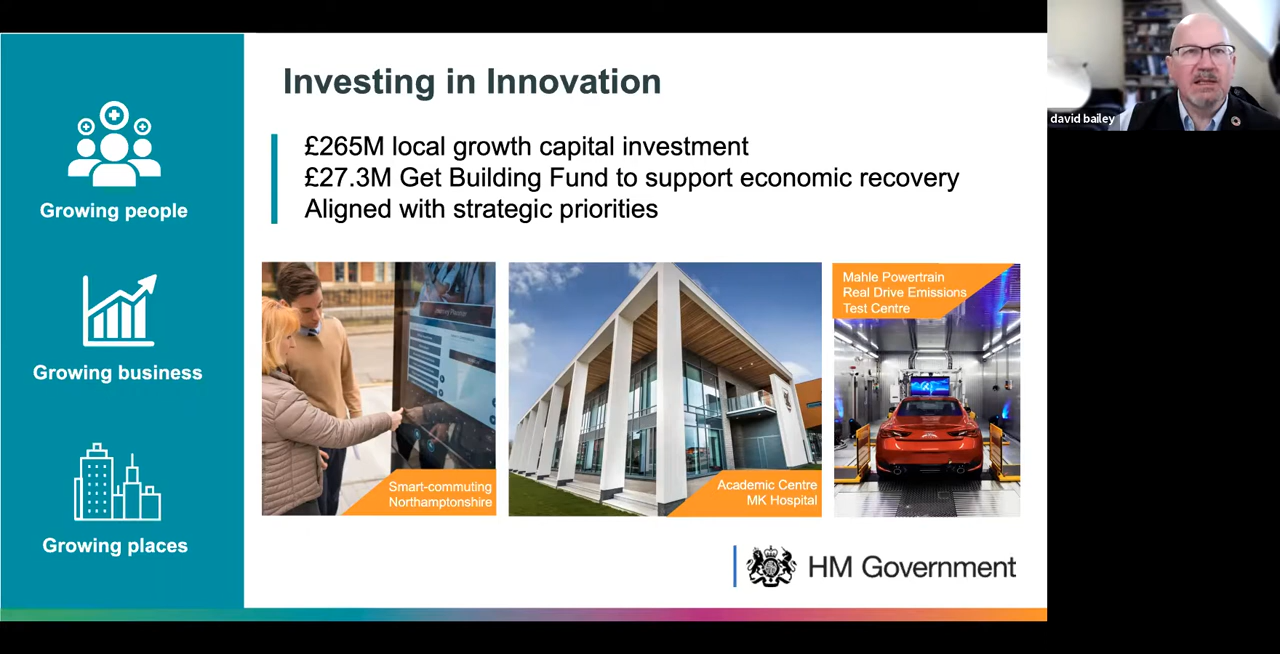 Investing in Innovation
£265M local growth capital investment
£27.3M Get Building Fund to support economic recovery
Aligned with strategic priorities
Growing people
Growing business
Growing places
Smart-commuting
Northamptonshire
Academic Centre
MK Hospital
Mahle Powertrain
Real Drive Emissions
Test Centre
HM Government
david bailey